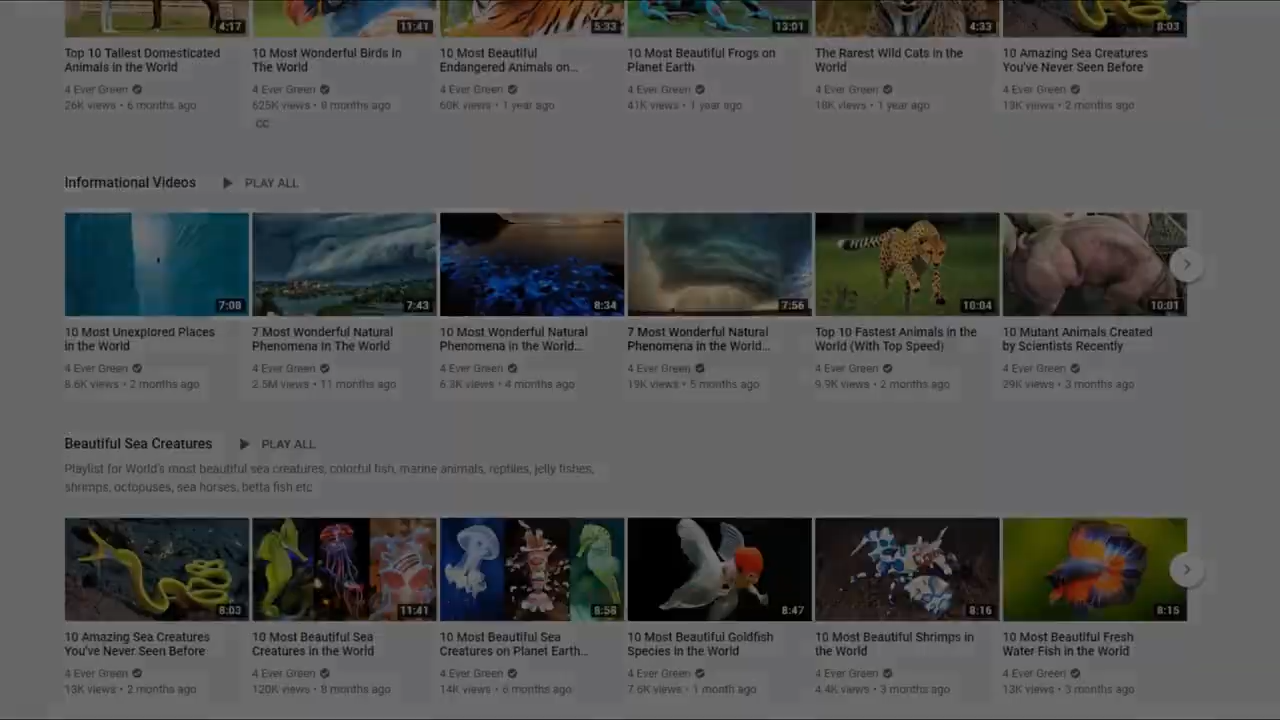 4:17
11:41
5:33
13:01
4:33
8:03
Top 10 Tallest Domesticated
Animals in the World
10 Most Wonderful Birds In
The World
10 Most Beautiful
Endangered Animals on...
10 Most Beautiful Frogs on
Planet Earth
The Rarest Wild Cats in the
World
10 Amazing Sea Creatures
You've Never Seen Before
4 Ever Green
4 Ever Green
4 Ever Green
4 Ever Green
4 Ever Green
4 Ever Green
26K views • 6 months ago
625K views • 8 months ago
60K views • 1 year ago
41K views • 1 year ago
18K views • 1 year ago
13K views • 2 months ago
CC
Informational Videos
PLAY ALL
7:08
7:43
8:34
7:56
10:04
10:01
10 Most Unexplored Places
in the World
7 Most Wonderful Natural
Phenomena In The World
10 Most Wonderful Natural
Phenomena in the World...
7 Most Wonderful Natural
Phenomena in the World...
Top 10 Fastest Animals in the
World (With Top Speed)
10 Mutant Animals Created
by Scientists Recently
4 Ever Green
4 Ever Green
4 Ever Green
4 Ever Green
4 Ever Green
4 Ever Green
8.6K views • 2 months ago
2.5M views • 11 months ago
6.3K views • 4 months ago
19K views • 5 months ago
9.9K views • 2 months ago
29K views • 3 months ago
Beautiful Sea Creatures
PLAY ALL
Playlist for World's most beautiful sea creatures, colorful fish, marine animals, reptiles, jelly fishes,
shrimps, octopuses, sea horses, betta fish etc
8:03
11:41
8:58
8:47
8:16
8:15
10 Amazing Sea Creatures
You've Never Seen Before
10 Most Beautiful Sea
Creatures in the World
10 Most Beautiful Sea
Creatures on Planet Earth...
10 Most Beautiful Goldfish
Species in the World
10 Most Beautiful Shrimps in
the World
10 Most Beautiful Fresh
Water Fish in the World
4 Ever Green
4 Ever Green
4 Ever Green
4 Ever Green
4 Ever Green
4 Ever Green
13K views • 2 months ago
120K views • 8 months ago
14K views • 6 months ago
7.6K views • 1 month ago
4.4K views • 3 months ago
13K views • 3 months ago